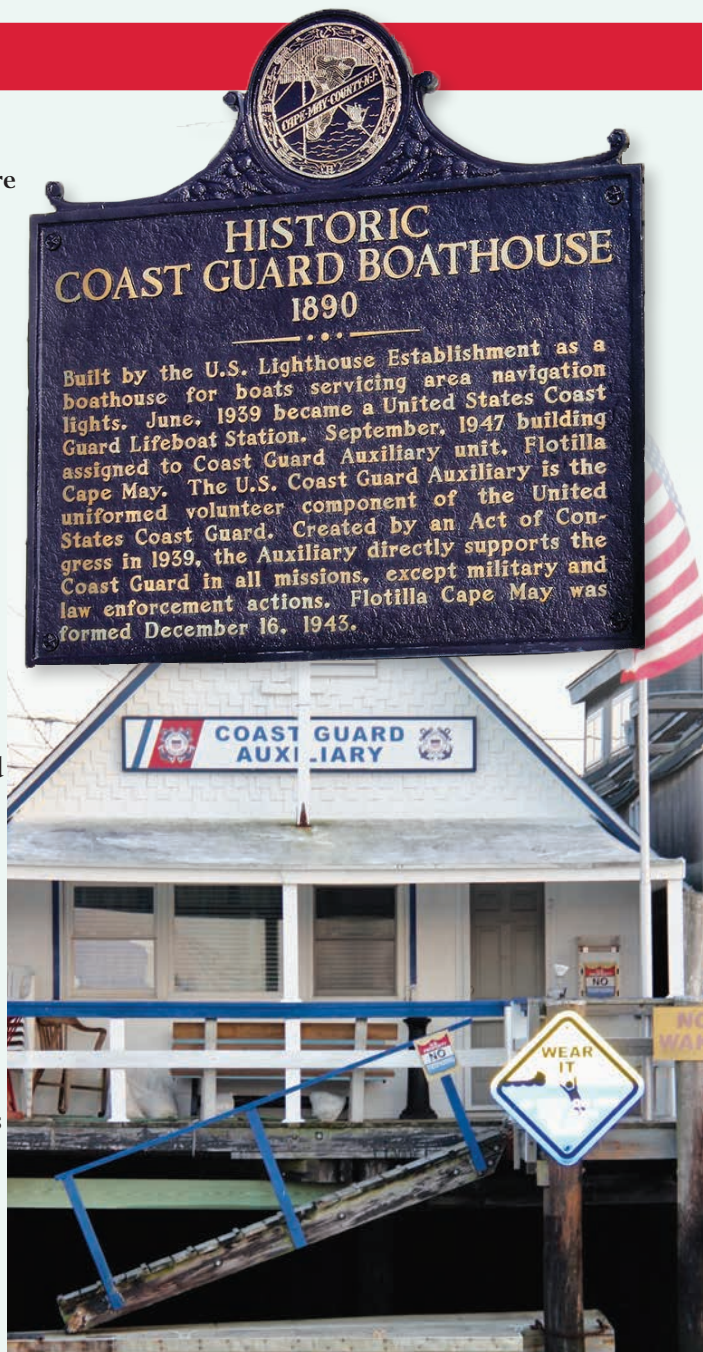 re
CAPE·MAY·COUNTY·N·J·
HISTORIC
COAST GUARD BOATHOUSE
1890
Built by the U.S. Lighthouse Establishment as a
boathouse for boats servicing area navigation
lights. June, 1939 became a United States Coast
Guard Lifeboat Station. September, 1947 building
assigned to Coast Guard Auxiliary unit, Flotilla
Cape May. The U.S. Coast Guard Auxiliary is the
uniformed volunteer component of the United
States Coast Guard. Created by an Act of Con-
gress in 1939, the Auxiliary directly supports the
Coast Guard in all missions, except military and
law enforcement actions. Flotilla Cape May was
formed December 16, 1943.
COAST GUARD
AUXILIARY
NO
NO
WEAR
IT
NO
WA
s